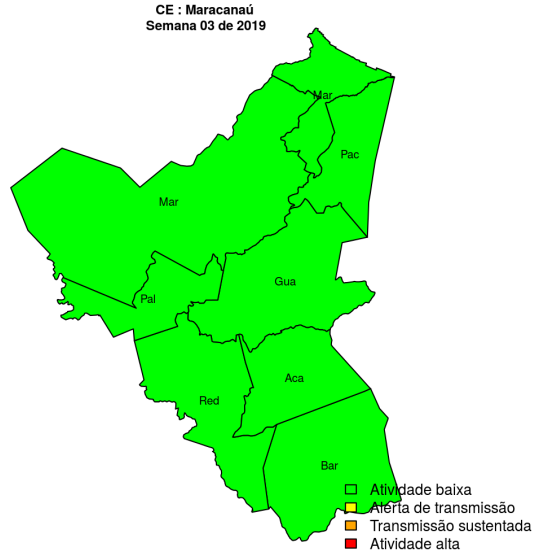 CE : Maracanaú
Semana 03 de 2019
Mar
Pac
Mar
Gua
Pal
Aca
Red
Bar
Atividade baixa
Alerta de transmissão
Transmissão sustentada
Atividade alta